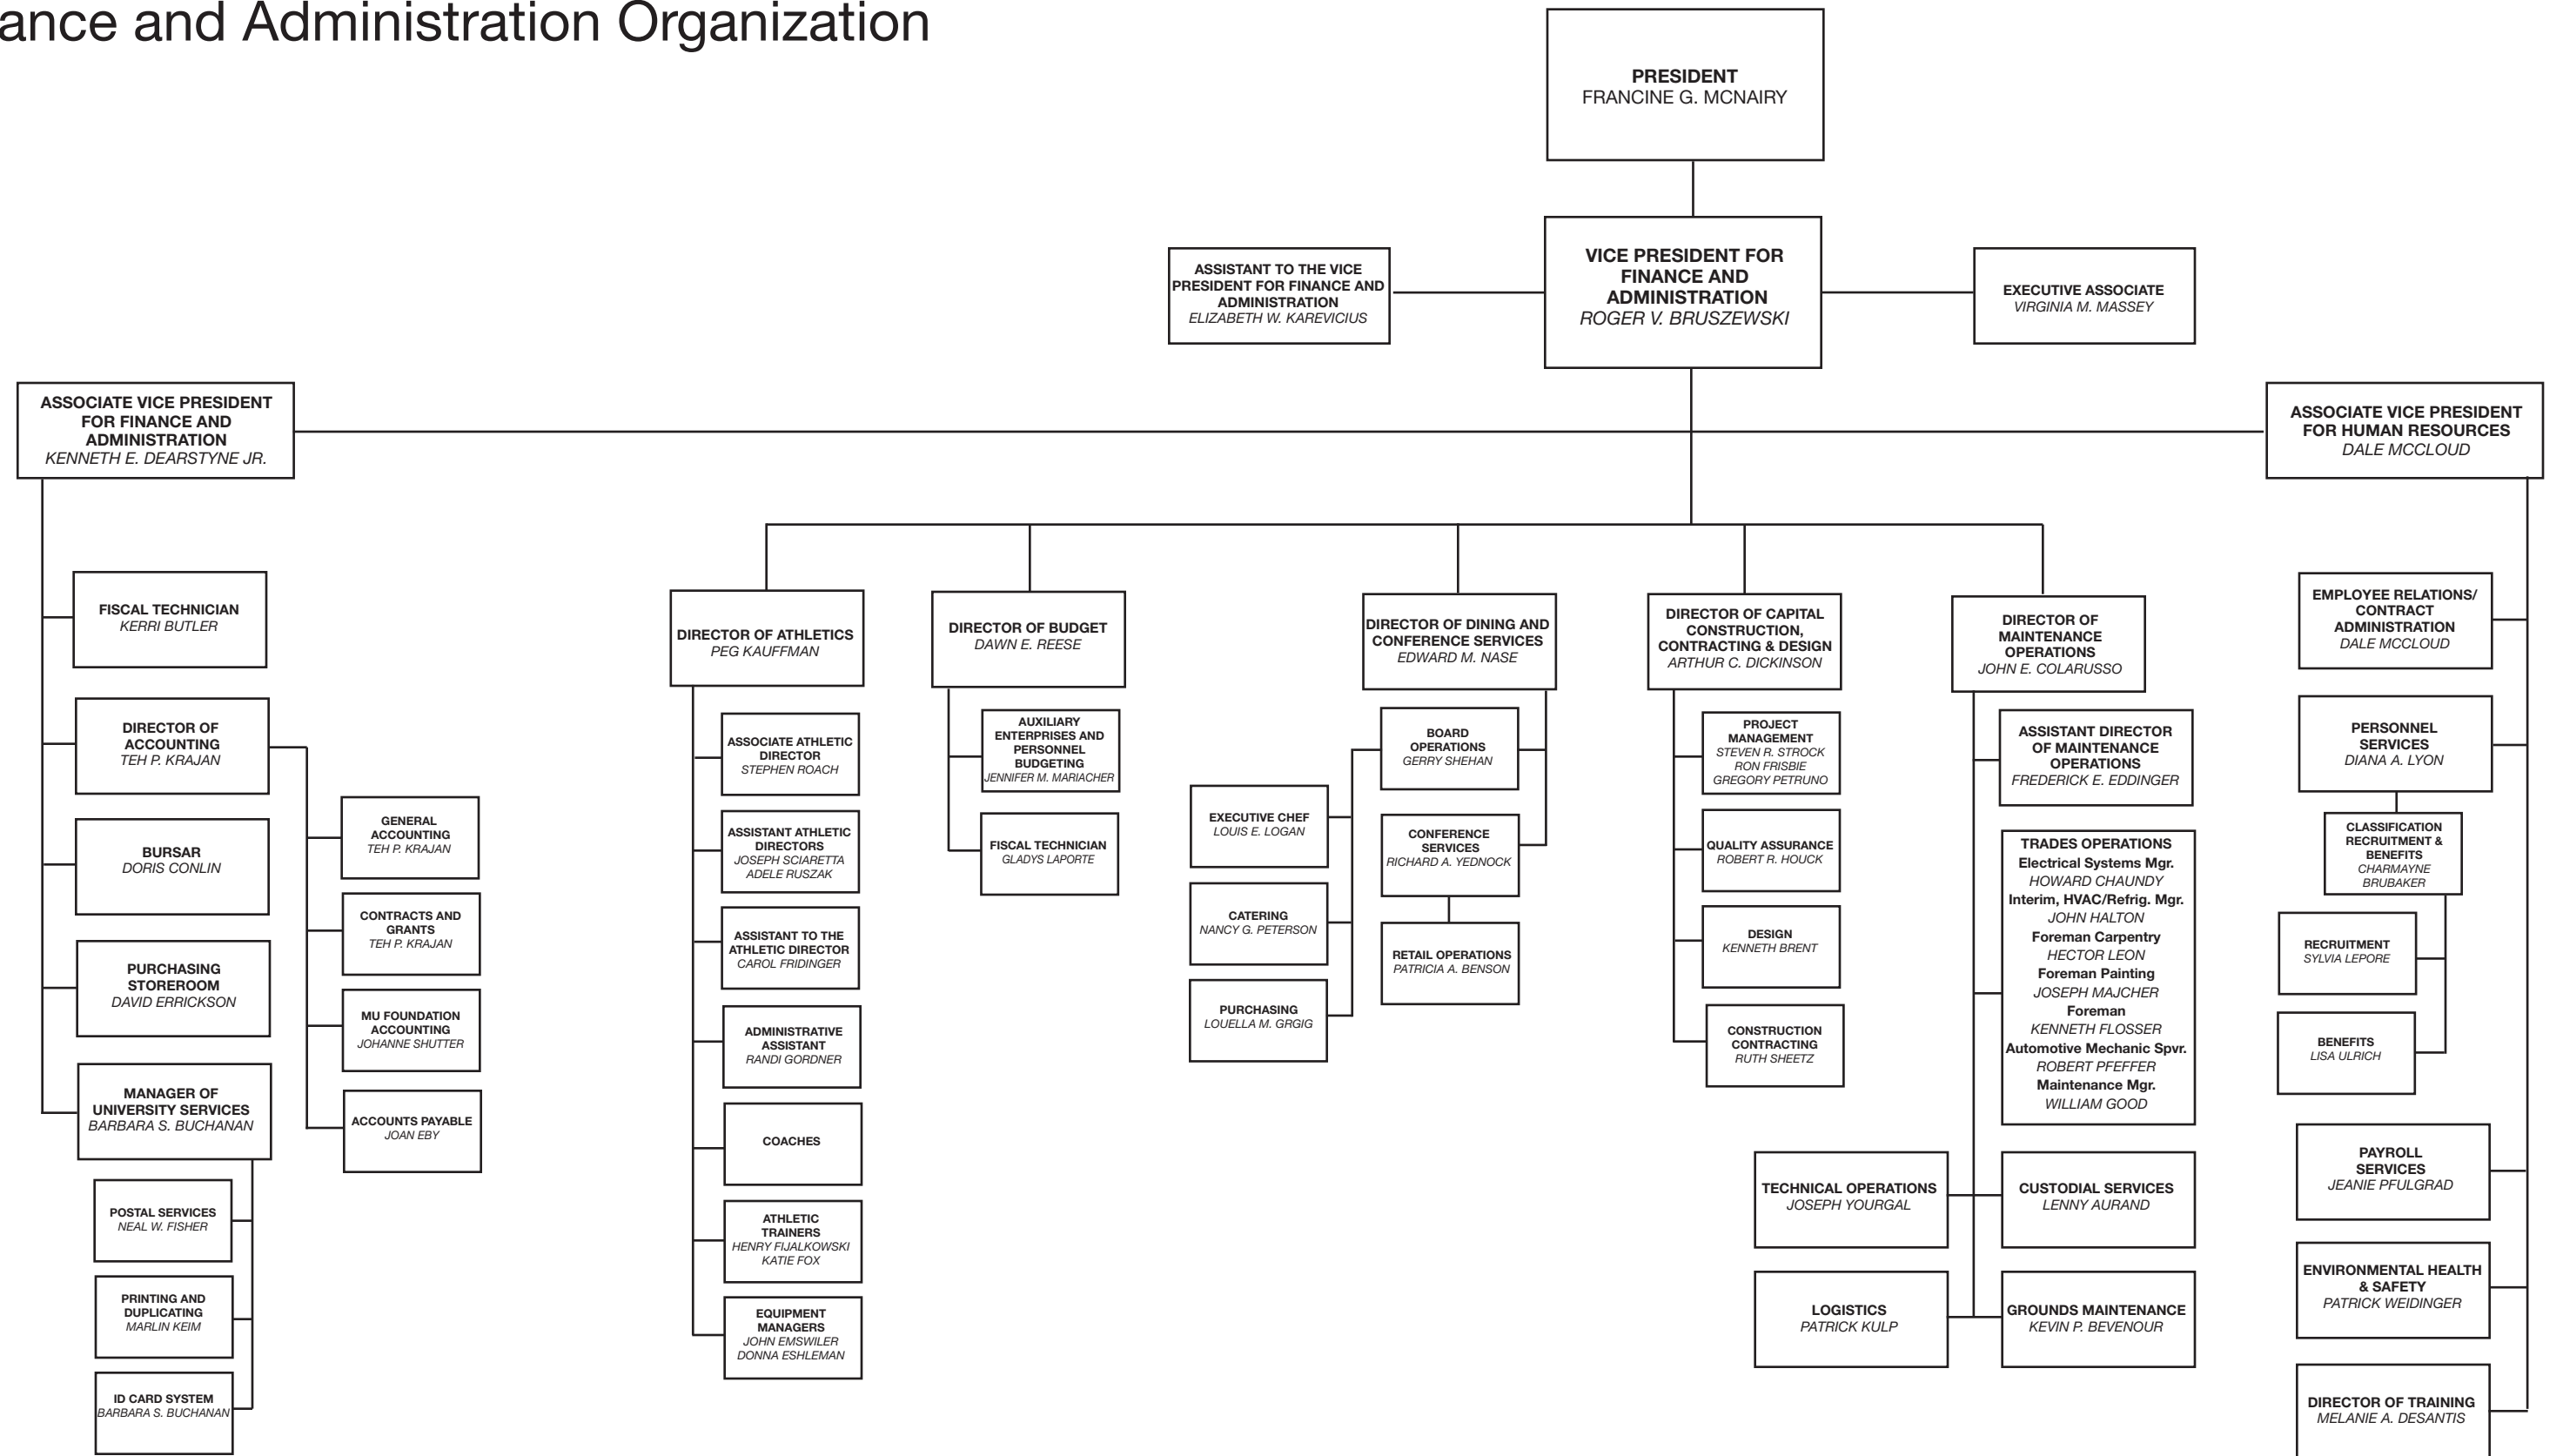 ance and Administration Organization
PRESIDENT
FRANCINE G. MCNAIRY
ASSISTANT TO THE VICE
PRESIDENT FOR FINANCE AND
ADMINISTRATION
ELIZABETH W. KAREVICIUS
VICE PRESIDENT FOR
FINANCE AND
ADMINISTRATION
ROGER V. BRUSZEWSKI
EXECUTIVE ASSOCIATE
VIRGINIA M. MASSEY
ASSOCIATE VICE PRESIDENT
FOR FINANCE AND
ADMINISTRATION
KENNETH E. DEARSTYNE JR.
ASSOCIATE VICE PRESIDENT
FOR HUMAN RESOURCES
DALE MCCLOUD
FISCAL TECHNICIAN
KERRI BUTLER
DIRECTOR OF
ACCOUNTING
TEH P. KRAJAN
BURSAR
DORIS CONLIN
PURCHASING
STOREROOM
DAVID ERRICKSON
MANAGER OF
UNIVERSITY SERVICES
BARBARA S. BUCHANAN
POSTAL SERVICES
NEAL W. FISHER
PRINTING AND
DUPLICATING
MARLIN KEIM
ID CARD SYSTEM
BARBARA S. BUCHANAN
GENERAL
ACCOUNTING
TEH P. KRAJAN
CONTRACTS AND
GRANTS
TEH P. KRAJAN
MU FOUNDATION
ACCOUNTING
JOHANNE SHUTTER
ACCOUNTS PAYABLE
JOAN EBY
DIRECTOR OF ATHLETICS
PEG KAUFFMAN
ASSOCIATE ATHLETIC
DIRECTOR
STEPHEN ROACH
ASSISTANT ATHLETIC
DIRECTORS
JOSEPH SCIARETTA
ADELE RUSZAK
ASSISTANT TO THE
ATHLETIC DIRECTOR
CAROL FRIDINGER
ADMINISTRATIVE
ASSISTANT
RANDI GORDNER
COACHES
ATHLETIC
TRAINERS
HENRY FIJALKOWSKI
KATIE FOX
EQUIPMENT
MANAGERS
JOHN EMSWILER
DONNA ESHLEMAN
DIRECTOR OF BUDGET
DAWN E. REESE
AUXILIARY
ENTERPRISES AND
PERSONNEL
BUDGETING
JENNIFER M. MARIACHER
FISCAL TECHNICIAN
GLADYS LAPORTE
DIRECTOR OF DINING AND
CONFERENCE SERVICES
EDWARD M. NASE
BOARD
OPERATIONS
GERRY SHEHAN
EXECUTIVE CHEF
LOUIS E. LOGAN
CATERING
NANCY G. PETERSON
PURCHASING
LOUELLA M. GRGIG
CONFERENCE
SERVICES
RICHARD A. YEDNOCK
RETAIL OPERATIONS
PATRICIA A. BENSON
DIRECTOR OF CAPITAL
CONSTRUCTION,
CONTRACTING & DESIGN
ARTHUR C. DICKINSON
PROJECT
MANAGEMENT
STEVEN R. STROCK
RON FRISBIE
GREGORY PETRUNO
QUALITY ASSURANCE
ROBERT R. HOUCK
DESIGN
KENNETH BRENT
CONSTRUCTION
CONTRACTING
RUTH SHEETZ
DIRECTOR OF
MAINTENANCE
OPERATIONS
JOHN E. COLARUSSO
ASSISTANT DIRECTOR
OF MAINTENANCE
OPERATIONS
FREDERICK E. EDDINGER
TRADES OPERATIONS
Electrical Systems Mgr.
HOWARD CHAUNDY
Interim, HVAC/Refrig. Mgr.
JOHN HALTON
Foreman Carpentry
HECTOR LEON
Foreman Painting
JOSEPH MAJCHER
Foreman
KENNETH FLOSSER
Automotive Mechanic Spvr.
ROBERT PFEFFER
Maintenance Mgr.
WILLIAM GOOD
TECHNICAL OPERATIONS
JOSEPH YOURGAL
CUSTODIAL SERVICES
LENNY AURAND
LOGISTICS
PATRICK KULP
GROUNDS MAINTENANCE
KEVIN P. BEVENOUR
EMPLOYEE RELATIONS/
CONTRACT
ADMINISTRATION
DALE MCCLOUD
PERSONNEL
SERVICES
DIANA A. LYON
CLASSIFICATION
RECRUITMENT &
BENEFITS
CHARMAYNE
BRUBAKER
RECRUITMENT
SYLVIA LEPORE
BENEFITS
LISA ULRICH
PAYROLL
SERVICES
JEANIE PFULGRAD
ENVIRONMENTAL HEALTH
& SAFETY
PATRICK WEIDINGER
DIRECTOR OF TRAINING
MELANIE A. DESANTIS